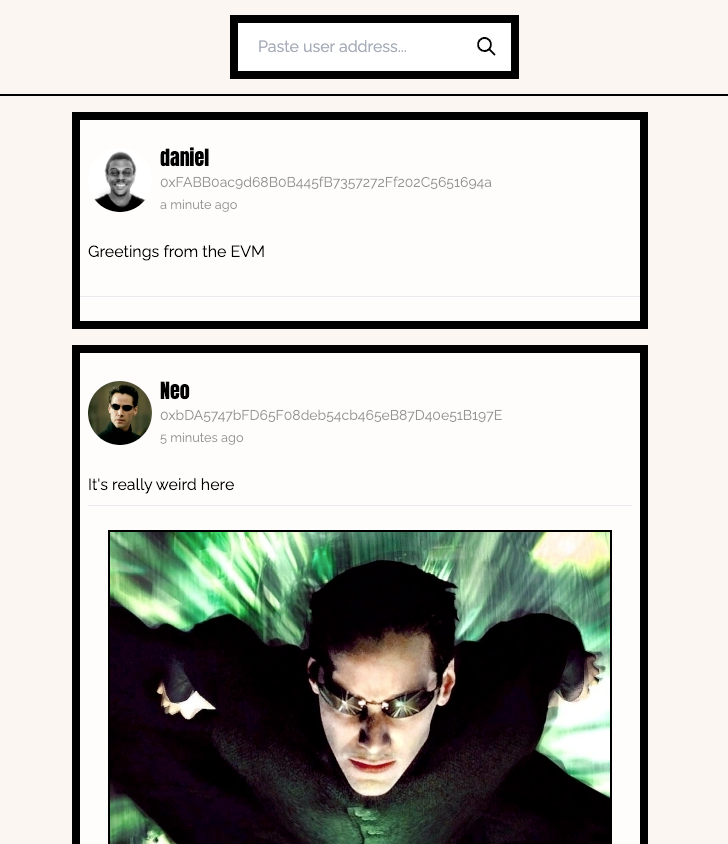 Paste user address...
daniel
0xFABB0ac9d68B0B445fB7357272Ff202C5651694a
a minute ago
Greetings from the EVM
Neo
0xbDA5747bFD65F08deb54cb465eB87D40e51B197E
5 minutes ago
It's really weird here